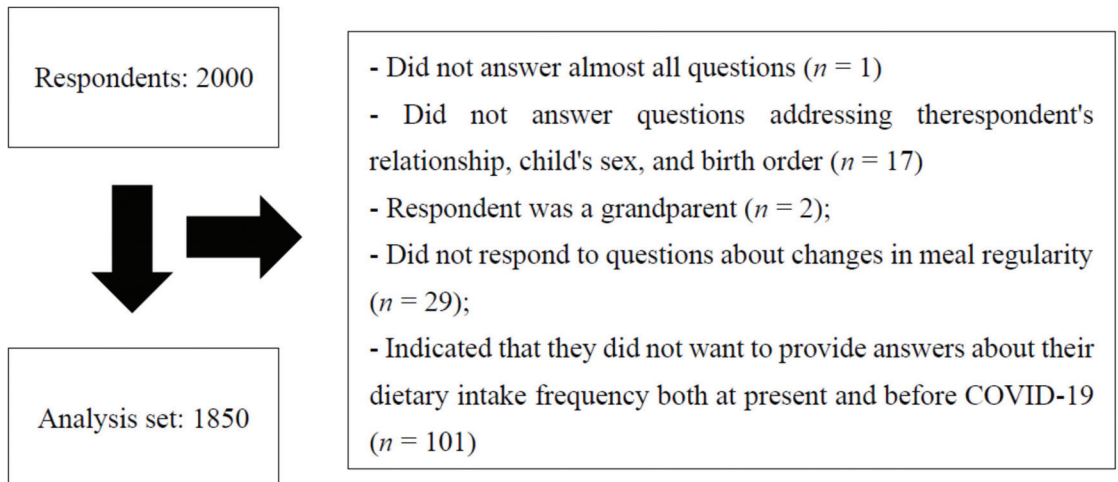 Respondents: 2000
- Did not answer almost all questions (n = 1)
- Did not answer questions addressing therespondent's
relationship, child's sex, and birth order (n = 17)
- Respondent was a grandparent (n = 2);
- Did not respond to questions about changes in meal regularity
(n = 29);
- Indicated that they did not want to provide answers about their
dietary intake frequency both at present and before COVID-19
(n = 101)
Analysis set: 1850